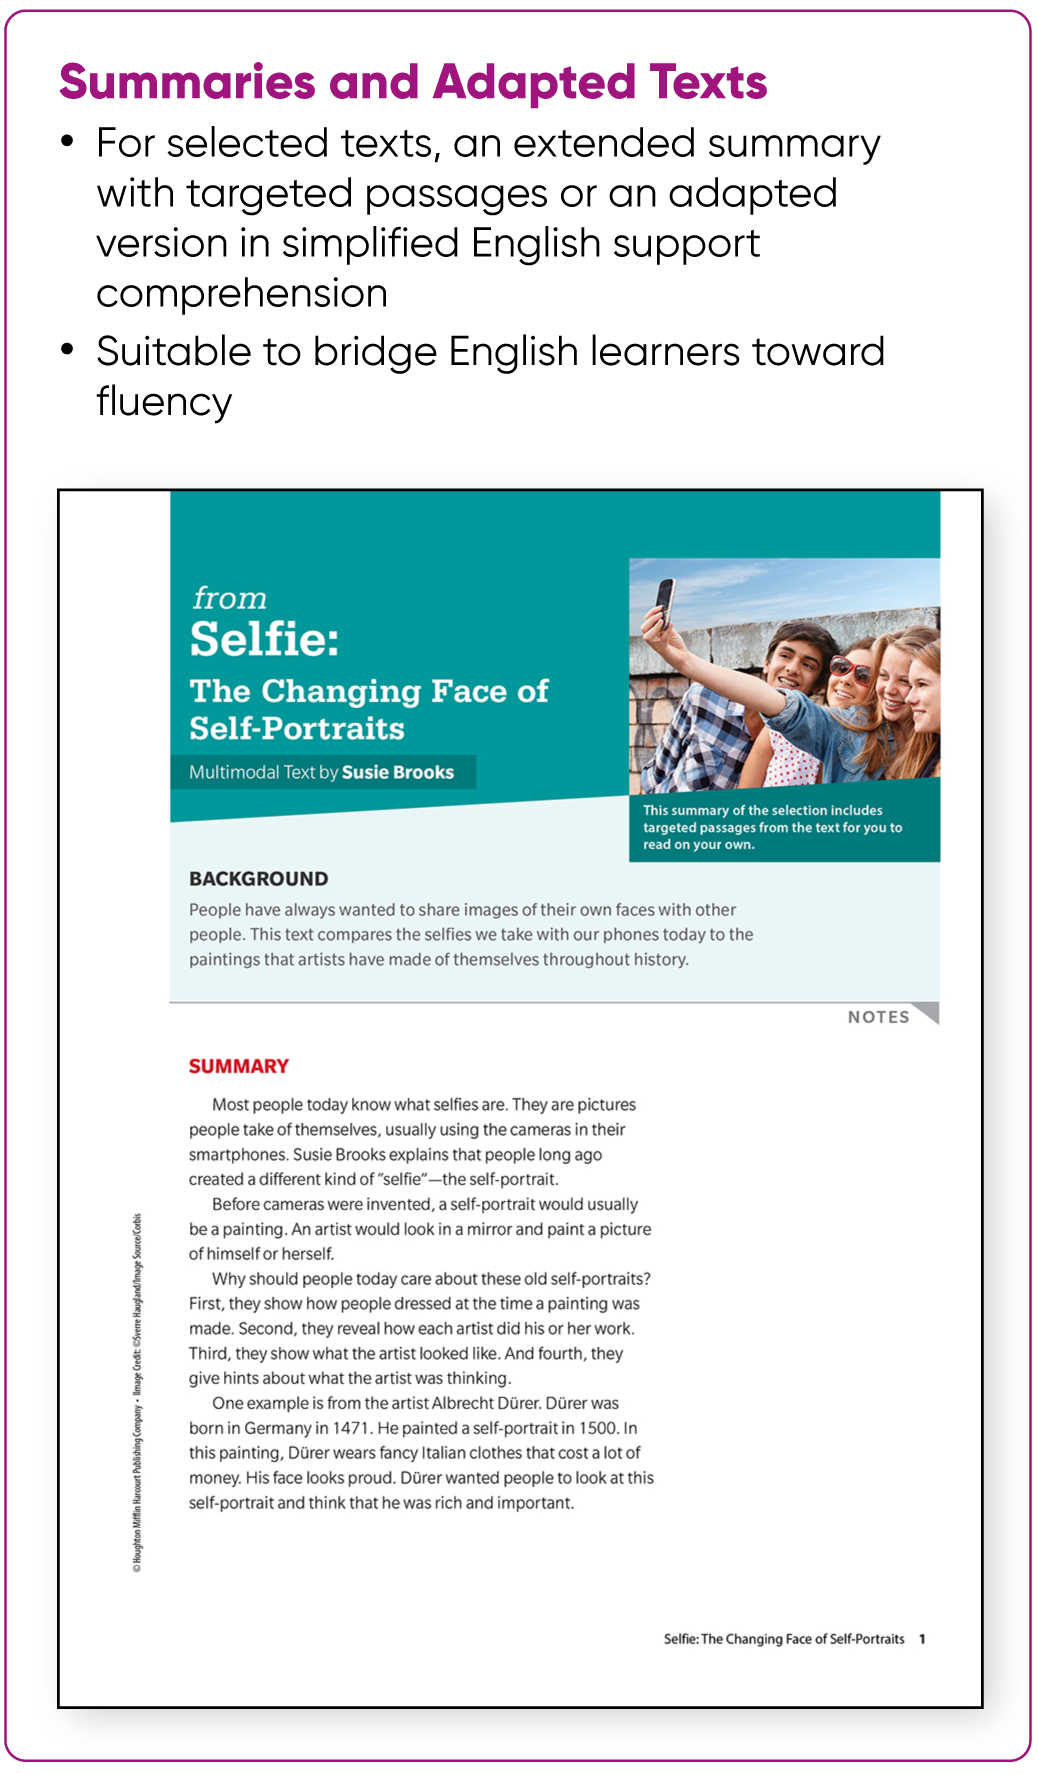 Summaries and Adapted Texts
• For selected texts, an extended summary
with targeted passages or an adapted
version in simplified English support
comprehension
• Suitable to bridge English learners toward
fluency
from
Selfie:
The Changing Face of
Self-Portraits
Multimodal Text by Susie Brooks
This summary of the selection includes
targeted passages from the text for you to
read on your own.
BACKGROUND
People have always wanted to share images of their own faces with other
people. This text compares the selfies we take with our phones today to the
paintings that artists have made of themselves throughout history.
NOTES
SUMMARY
Most people today know what selfies are. They are pictures
people take of themselves, usually using the cameras in their
smartphones. Susie Brooks explains that people long ago
created a different kind of “selfie”—the self-portrait.
Before cameras were invented, a self-portrait would usually
be a painting. An artist would look in a mirror and paint a picture
of himself or herself.
Why should people today care about these old self-portraits?
First, they show how people dressed at the time a painting was
made. Second, they reveal how each artist did his or her work.
Third, they show what the artist looked like. And fourth, they
give hints about what the artist was thinking.
One example is from the artist Albrecht Dürer. Dürer was
born in Germany in 1471. He painted a self-portrait in 1500. In
this painting, Dürer wears fancy Italian clothes that cost a lot of
money. His face looks proud. Dürer wanted people to look at this
self-portrait and think that he was rich and important.
© Houghton Mifflin Harcourt Publishing Company • Image Credit: ©Sverre Haugland/Image Source/Corbis
Selfie: The Changing Face of Self-Portraits 1